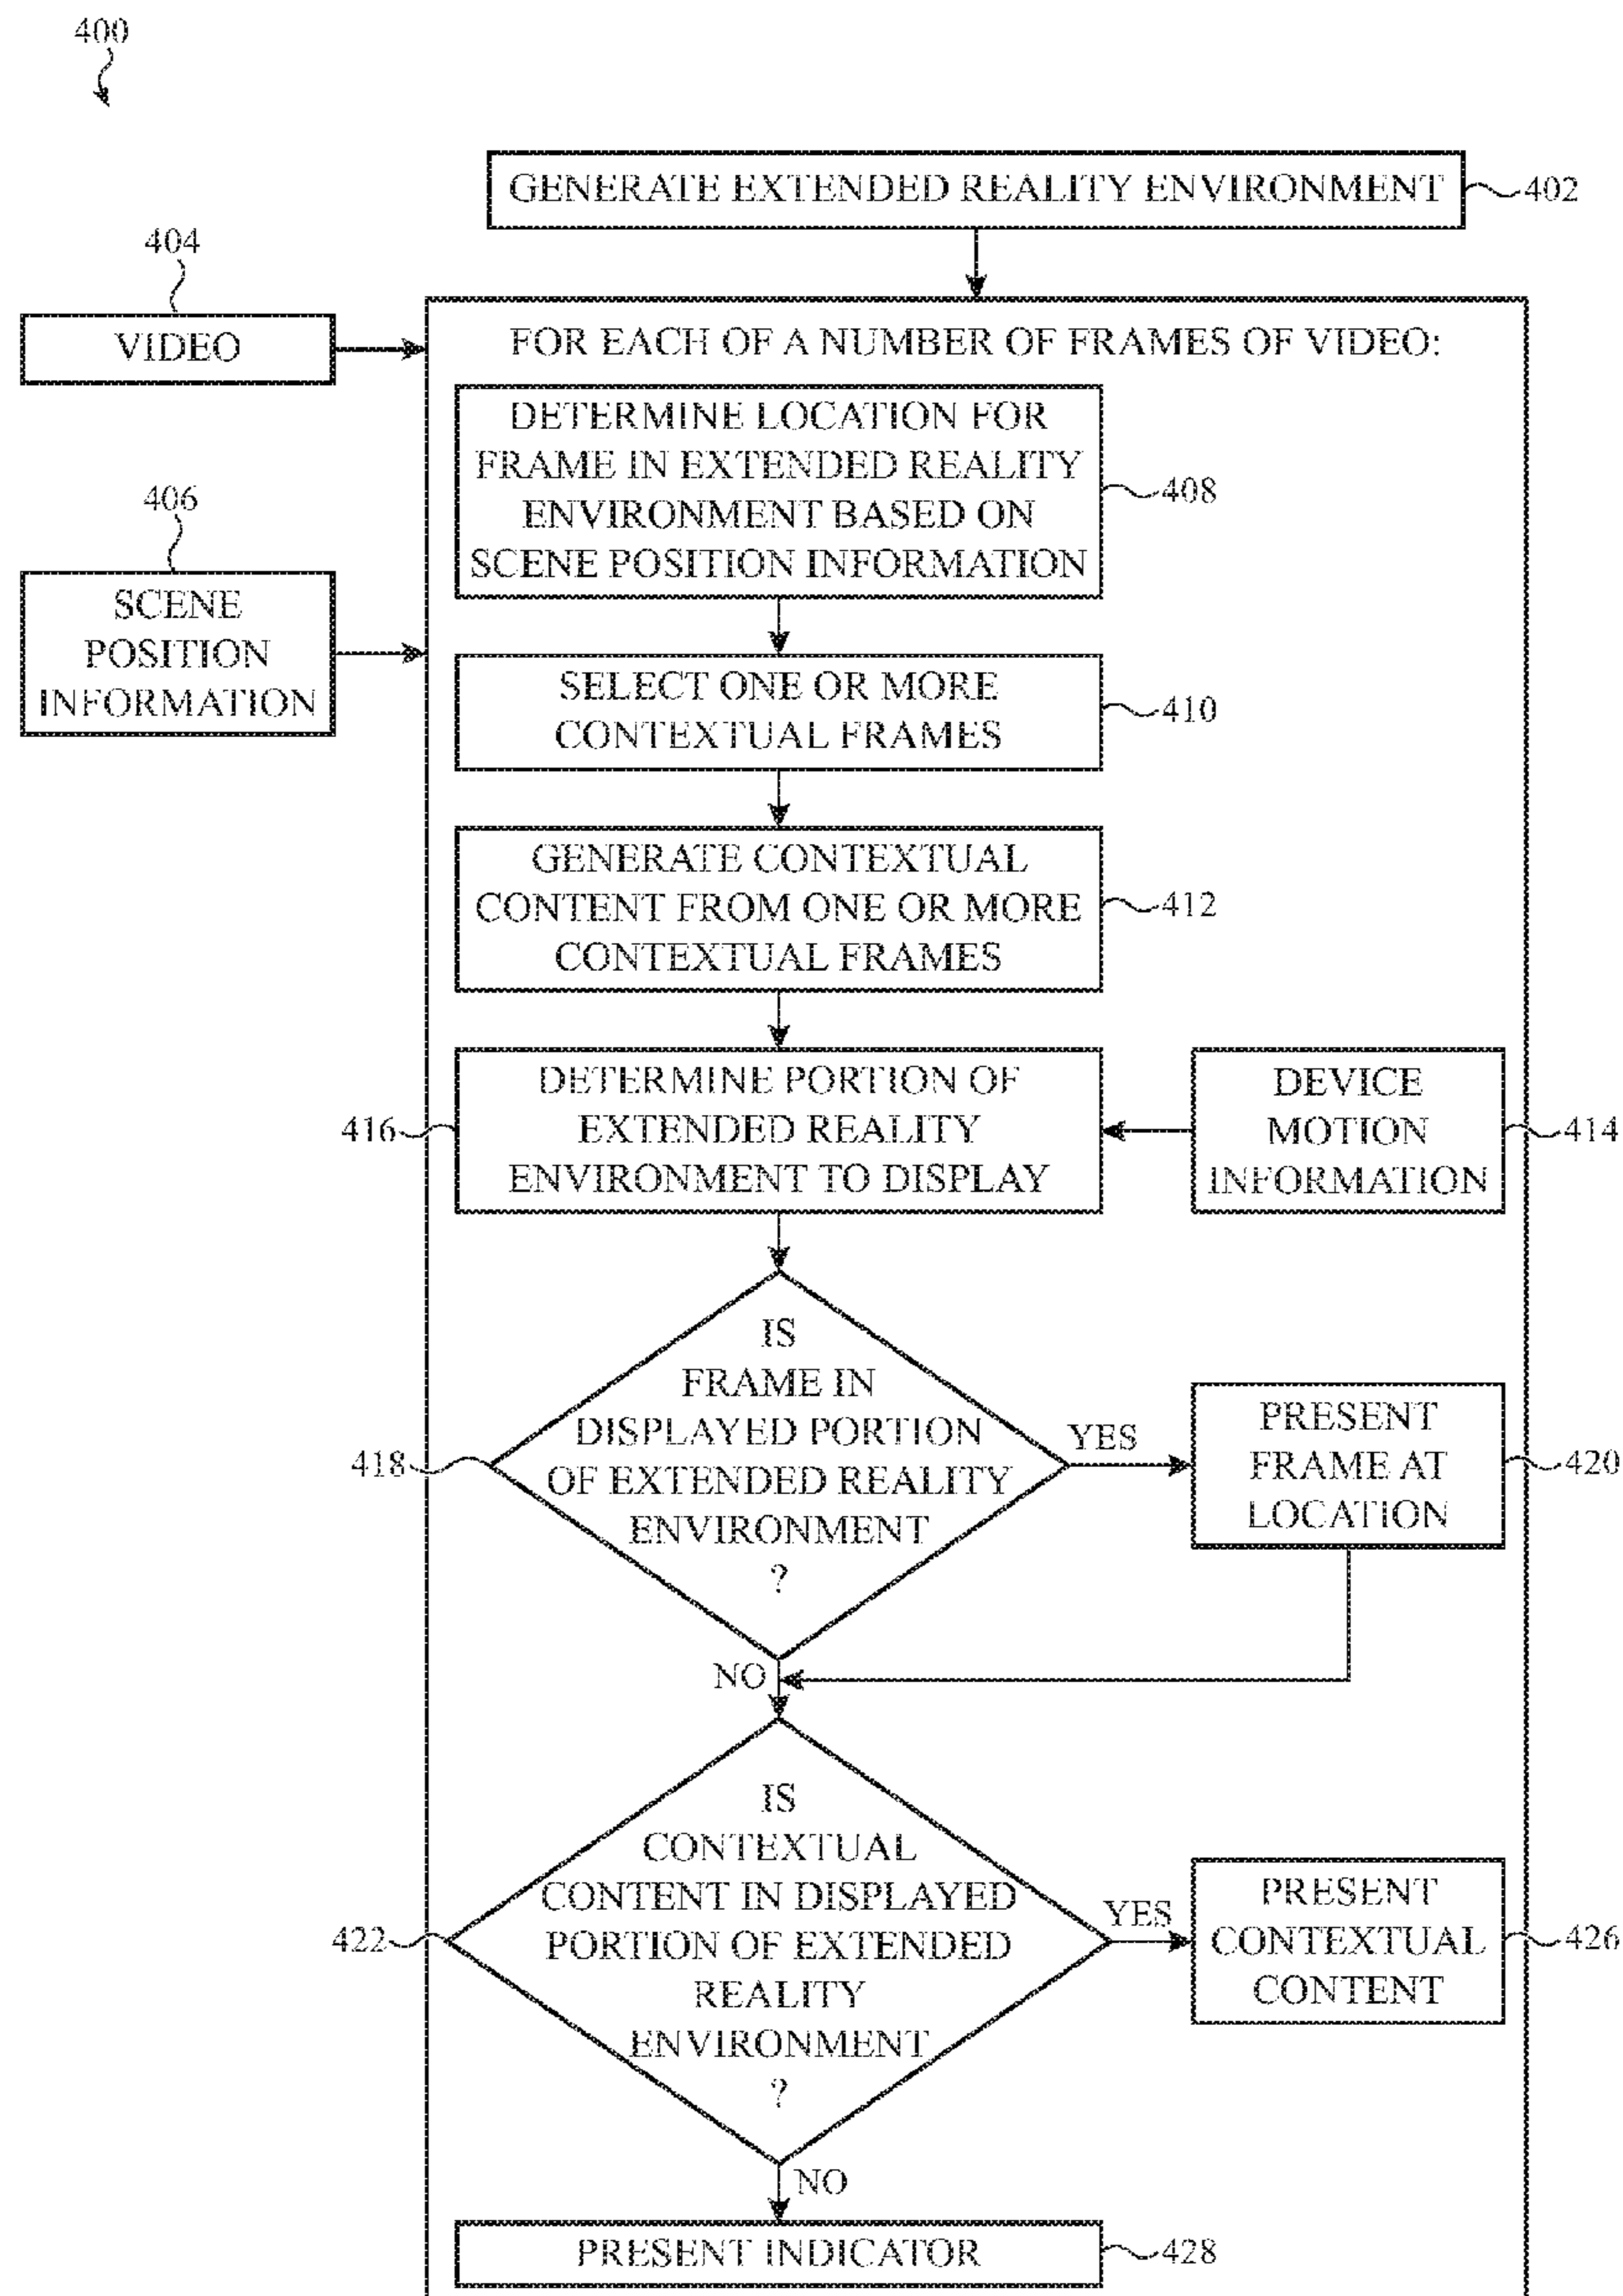 400
GENERATE EXTENDED REALITY ENVIRONMENT
402
404
VIDEO
FOR EACH OF A NUMBER OF FRAMES OF VIDEO:
DETERMINE LOCATION FOR
FRAME IN EXTENDED REALITY
ENVIRONMENT BASED ON
SCENE POSITION INFORMATION
408
406
SCENE
POSITION
INFORMATION
SELECT ONE OR MORE
CONTEXTUAL FRAMES
410
GENERATE CONTEXTUAL
CONTENT FROM ONE OR MORE
CONTEXTUAL FRAMES
412
416
DETERMINE PORTION OF
EXTENDED REALITY
ENVIRONMENT TO DISPLAY
DEVICE
MOTION
INFORMATION
414
418
IS
FRAME IN
DISPLAYED PORTION
OF EXTENDED REALITY
ENVIRONMENT
?
YES
PRESENT
FRAME AT
LOCATION
420
NO
422
IS
CONTEXTUAL
CONTENT IN DISPLAYED
PORTION OF EXTENDED
REALITY
ENVIRONMENT
?
YES
PRESENT
CONTEXTUAL
CONTENT
426
NO
PRESENT INDICATOR
428